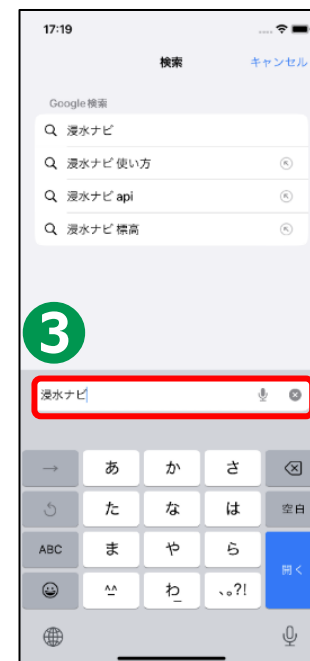 17:19
検索
キャンセル
Google検索
浸水ナビ
浸水ナビ 使い方
浸水ナビ api
浸水ナビ 標高
3
浸水ナビ
→ あ か さ
た な は 空白
ABC ま や ら
^^ わ_ 、。?! 開く